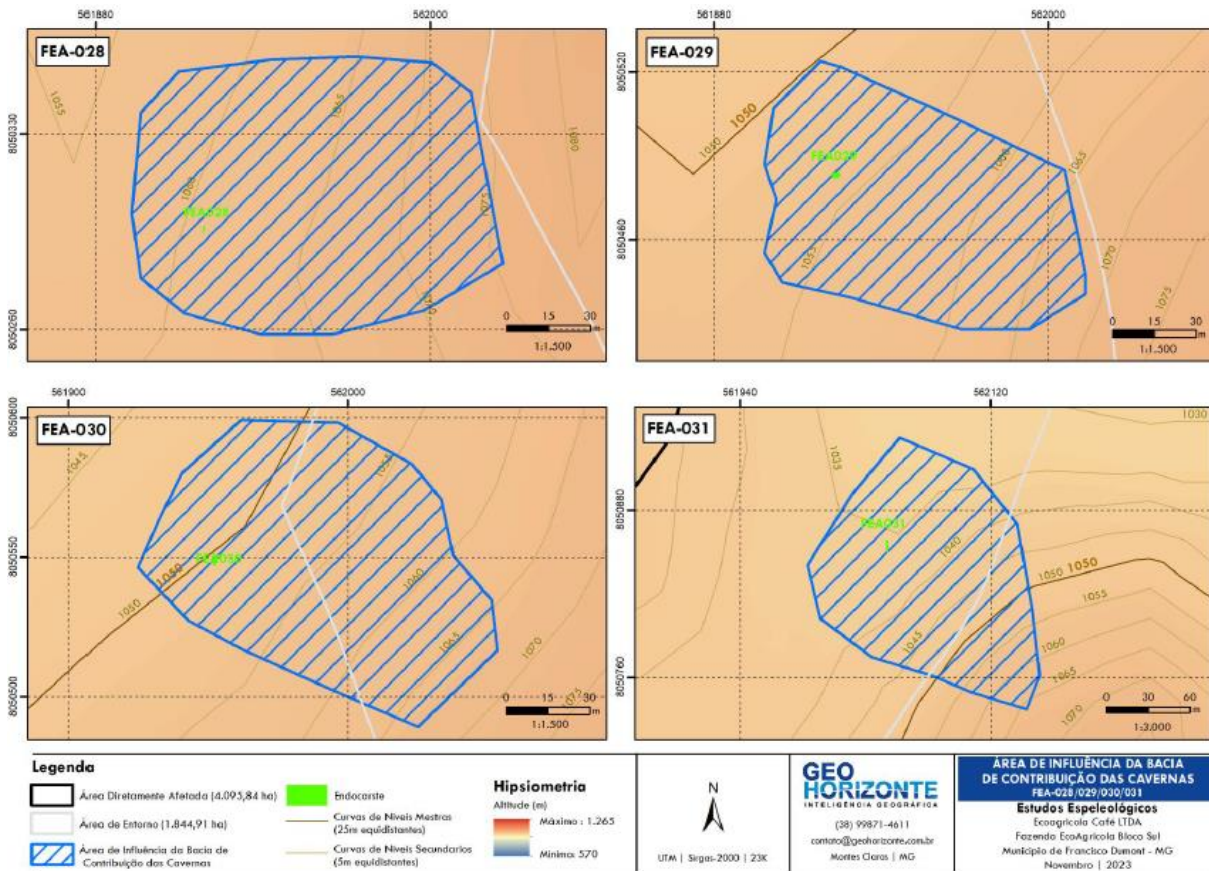 561880
562000
FEA-028
8050330
8050260
1055
1060
1065
1070
1075
1080
FEA028
0 15 30
m
1:1.500
561880
562000
FEA-029
8050520
8050460
1050
1050
1055
1065
1070
1075
FEA029
0 15 30
m
1:1.500
561900
562000
FEA-030
8050600
8050550
8050500
1045
1050
1050
1055
1060
1065
1070
1075
0 15 30
m
1:1.500
561940
562120
FEA-031
8050880
8050760
1030
1035
1040
1045
1050
1050
1055
1060
1065
1070
FEA031
0 30 60
m
1:3.000
Legenda
Área Diretamente Afetada (4.095,84 ha)
Área de Entorno (1.844,91 ha)
Área de Influência da Bacia de
Contribuição das Cavernas
Endocarste
Curvas de Níveis Mestras
(25m equidistantes)
Curvas de Níveis Secundarios
(5m equidistantes)
Hipsiometria
Altitude (m)
Máximo : 1.265
Mínimo: 570
N
UTM | Sirgas-2000 | 23K
GEO
HORIZONTE
INTELIGÊNCIA GEOGRÁFICA
(38) 99871-4611
contato@geohorizonte.com.br
Montes Claros | MG
ÁREA DE INFLUÊNCIA DA BACIA
DE CONTRIBUIÇÃO DAS CAVERNAS
FEA-028/029/030/031
Estudos Espeleológicos
Ecoagrícola Café LTDA
Fazenda EcoAgrícola Bloco Sul
Município de Francisco Dumont - MG
Novembro | 2023